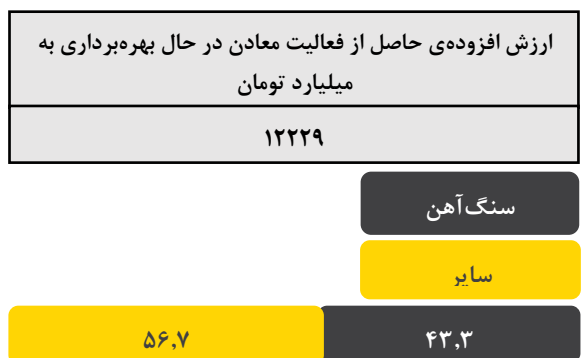 ارزش افزوده‌ی حاصل از فعالیت معادن در حال بهره‌برداری به
میلیارد تومان
۱۲۲۲۹
سنگ‌آهن
سایر
۴۳,۳
۵۶,۷